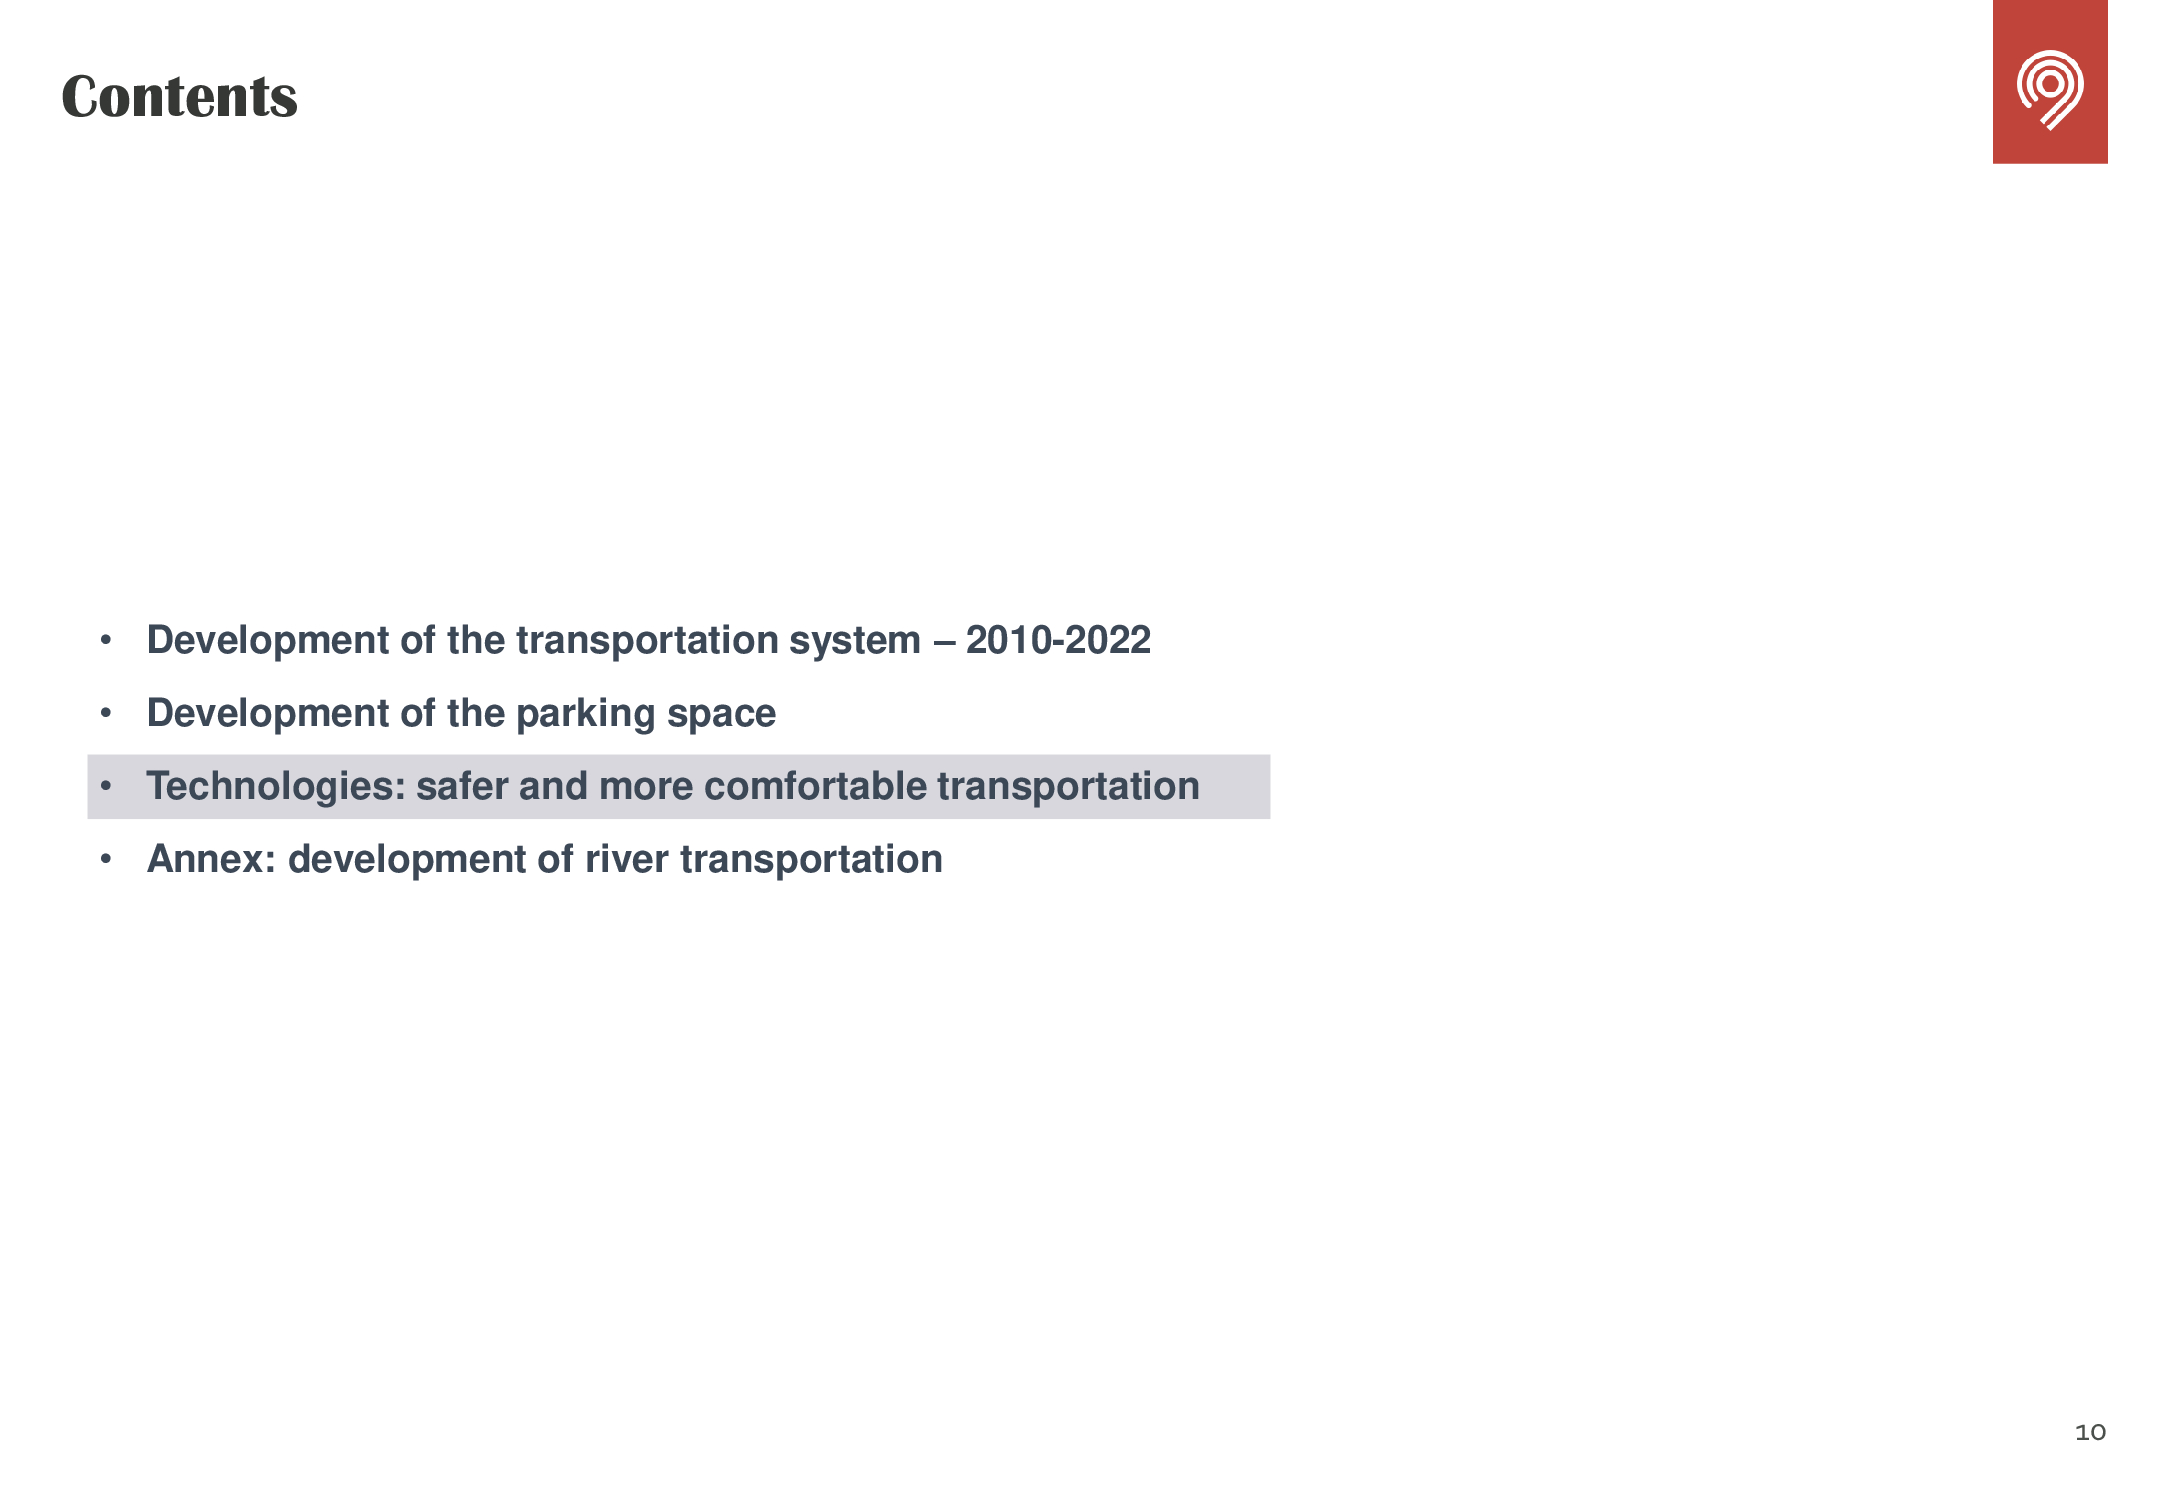 Contents
• Development of the transportation system – 2010-2022
• Development of the parking space
• Technologies: safer and more comfortable transportation
• Annex: development of river transportation
10